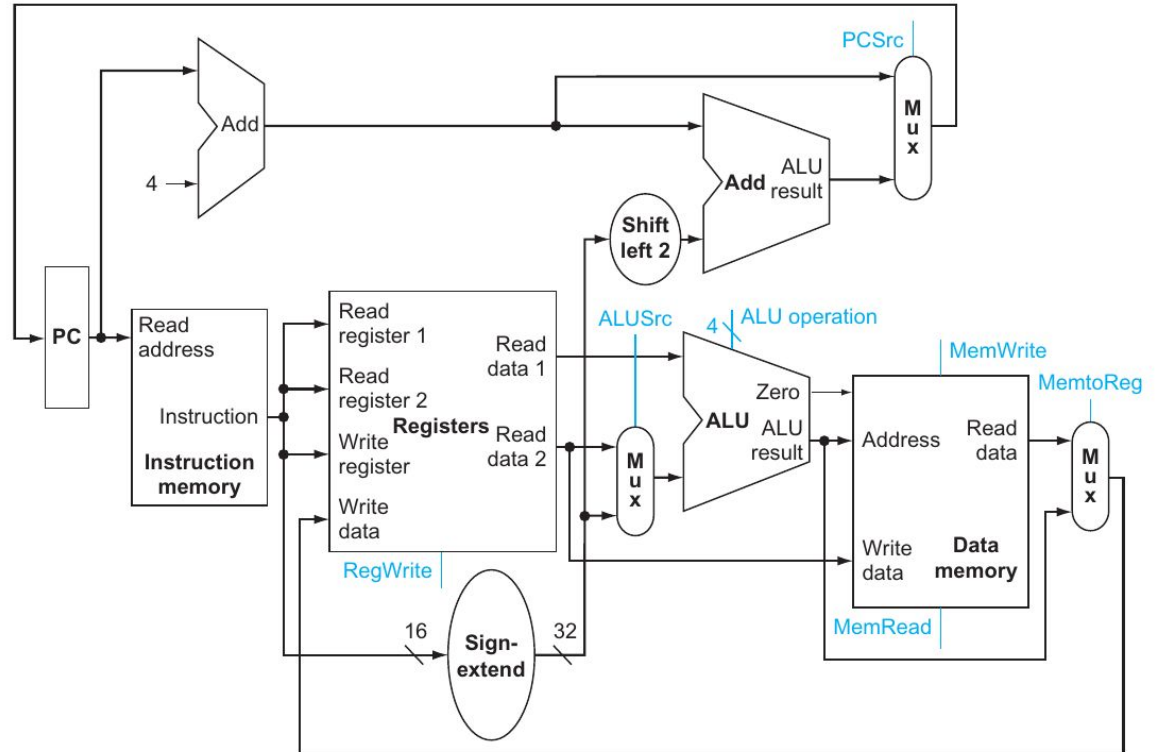 PCSrc
M
u
x
Add
4
Add
ALU
result
Shift
left 2
PC
Read
address
Instruction
Instruction
memory
Read
register 1
Read
register 2
Write
register
Write
data
Registers
Read
data 1
Read
data 2
RegWrite
16
Sign-
extend
32
ALUSrc
M
u
x
4
ALU operation
Zero
ALU
ALU
result
MemWrite
Address
Read
data
Write
data
Data
memory
MemRead
MemtoReg
M
u
x